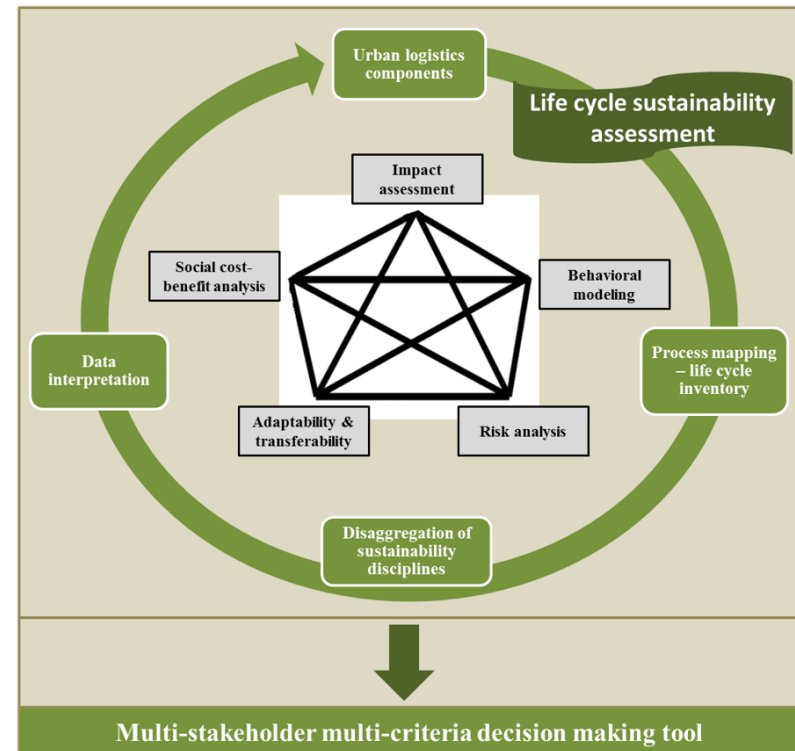 Urban logistics
components
Life cycle sustainability
assessment
Impact
assessment
Social cost-
benefit analysis
Behavioral
modeling
Data
interpretation
Process mapping
– life cycle
inventory
Adaptability &
transferability
Risk analysis
Disaggregation of
sustainability
disciplines
Multi-stakeholder multi-criteria decision making tool